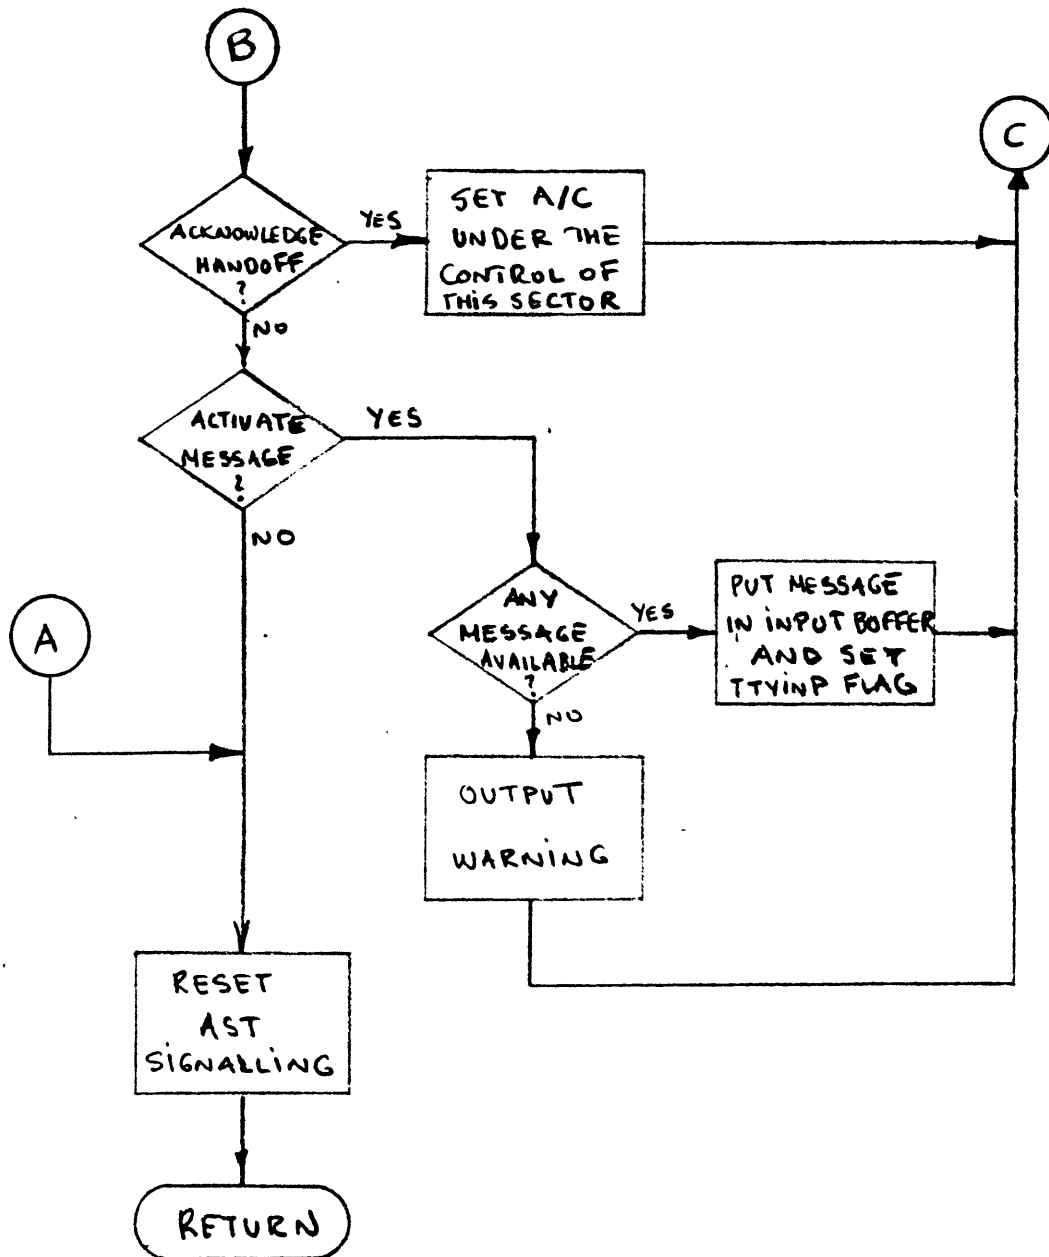 B
C
ACKNOWLEDGE
HANDOFF
?
YES
SET A/C
UNDER THE
CONTROL OF
THIS SECTOR
NO
ACTIVATE
MESSAGE
?
YES
NO
ANY
MESSAGE
AVAILABLE
?
YES
PUT MESSAGE
IN INPUT BOFFER
AND SET
TTYINP FLAG
A
NO
OUTPUT
WARNING
RESET
AST
SIGNALLING
RETURN